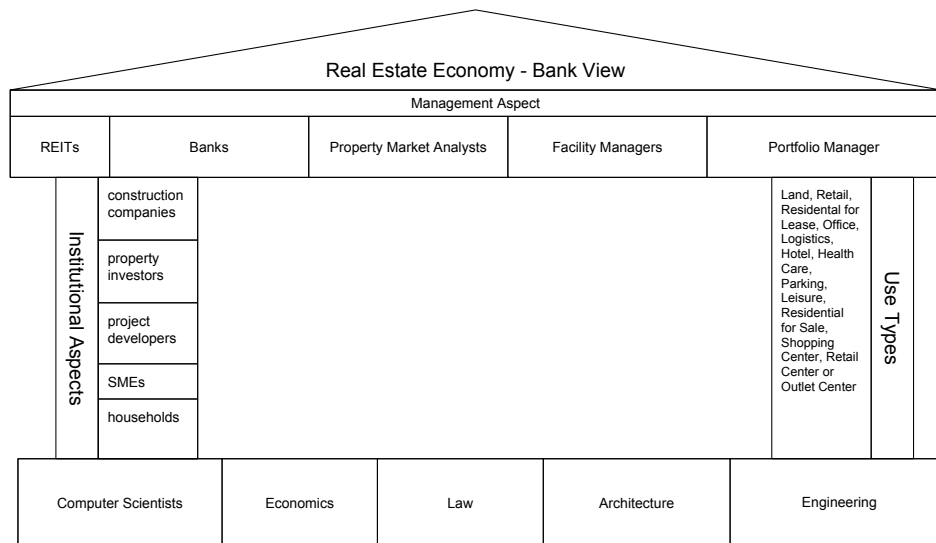 Real Estate Economy - Bank View
Management Aspect
REITs
Banks
Property Market Analysts
Facility Managers
Portfolio Manager
Institutional Aspects
construction
companies
property
investors
project
developers
SMEs
households
Land, Retail,
Residental for
Lease, Office,
Logistics,
Hotel, Health
Care,
Parking,
Leisure,
Residential
for Sale,
Shopping
Center, Retail
Center or
Outlet Center
Use Types
Computer Scientists
Economics
Law
Architecture
Engineering